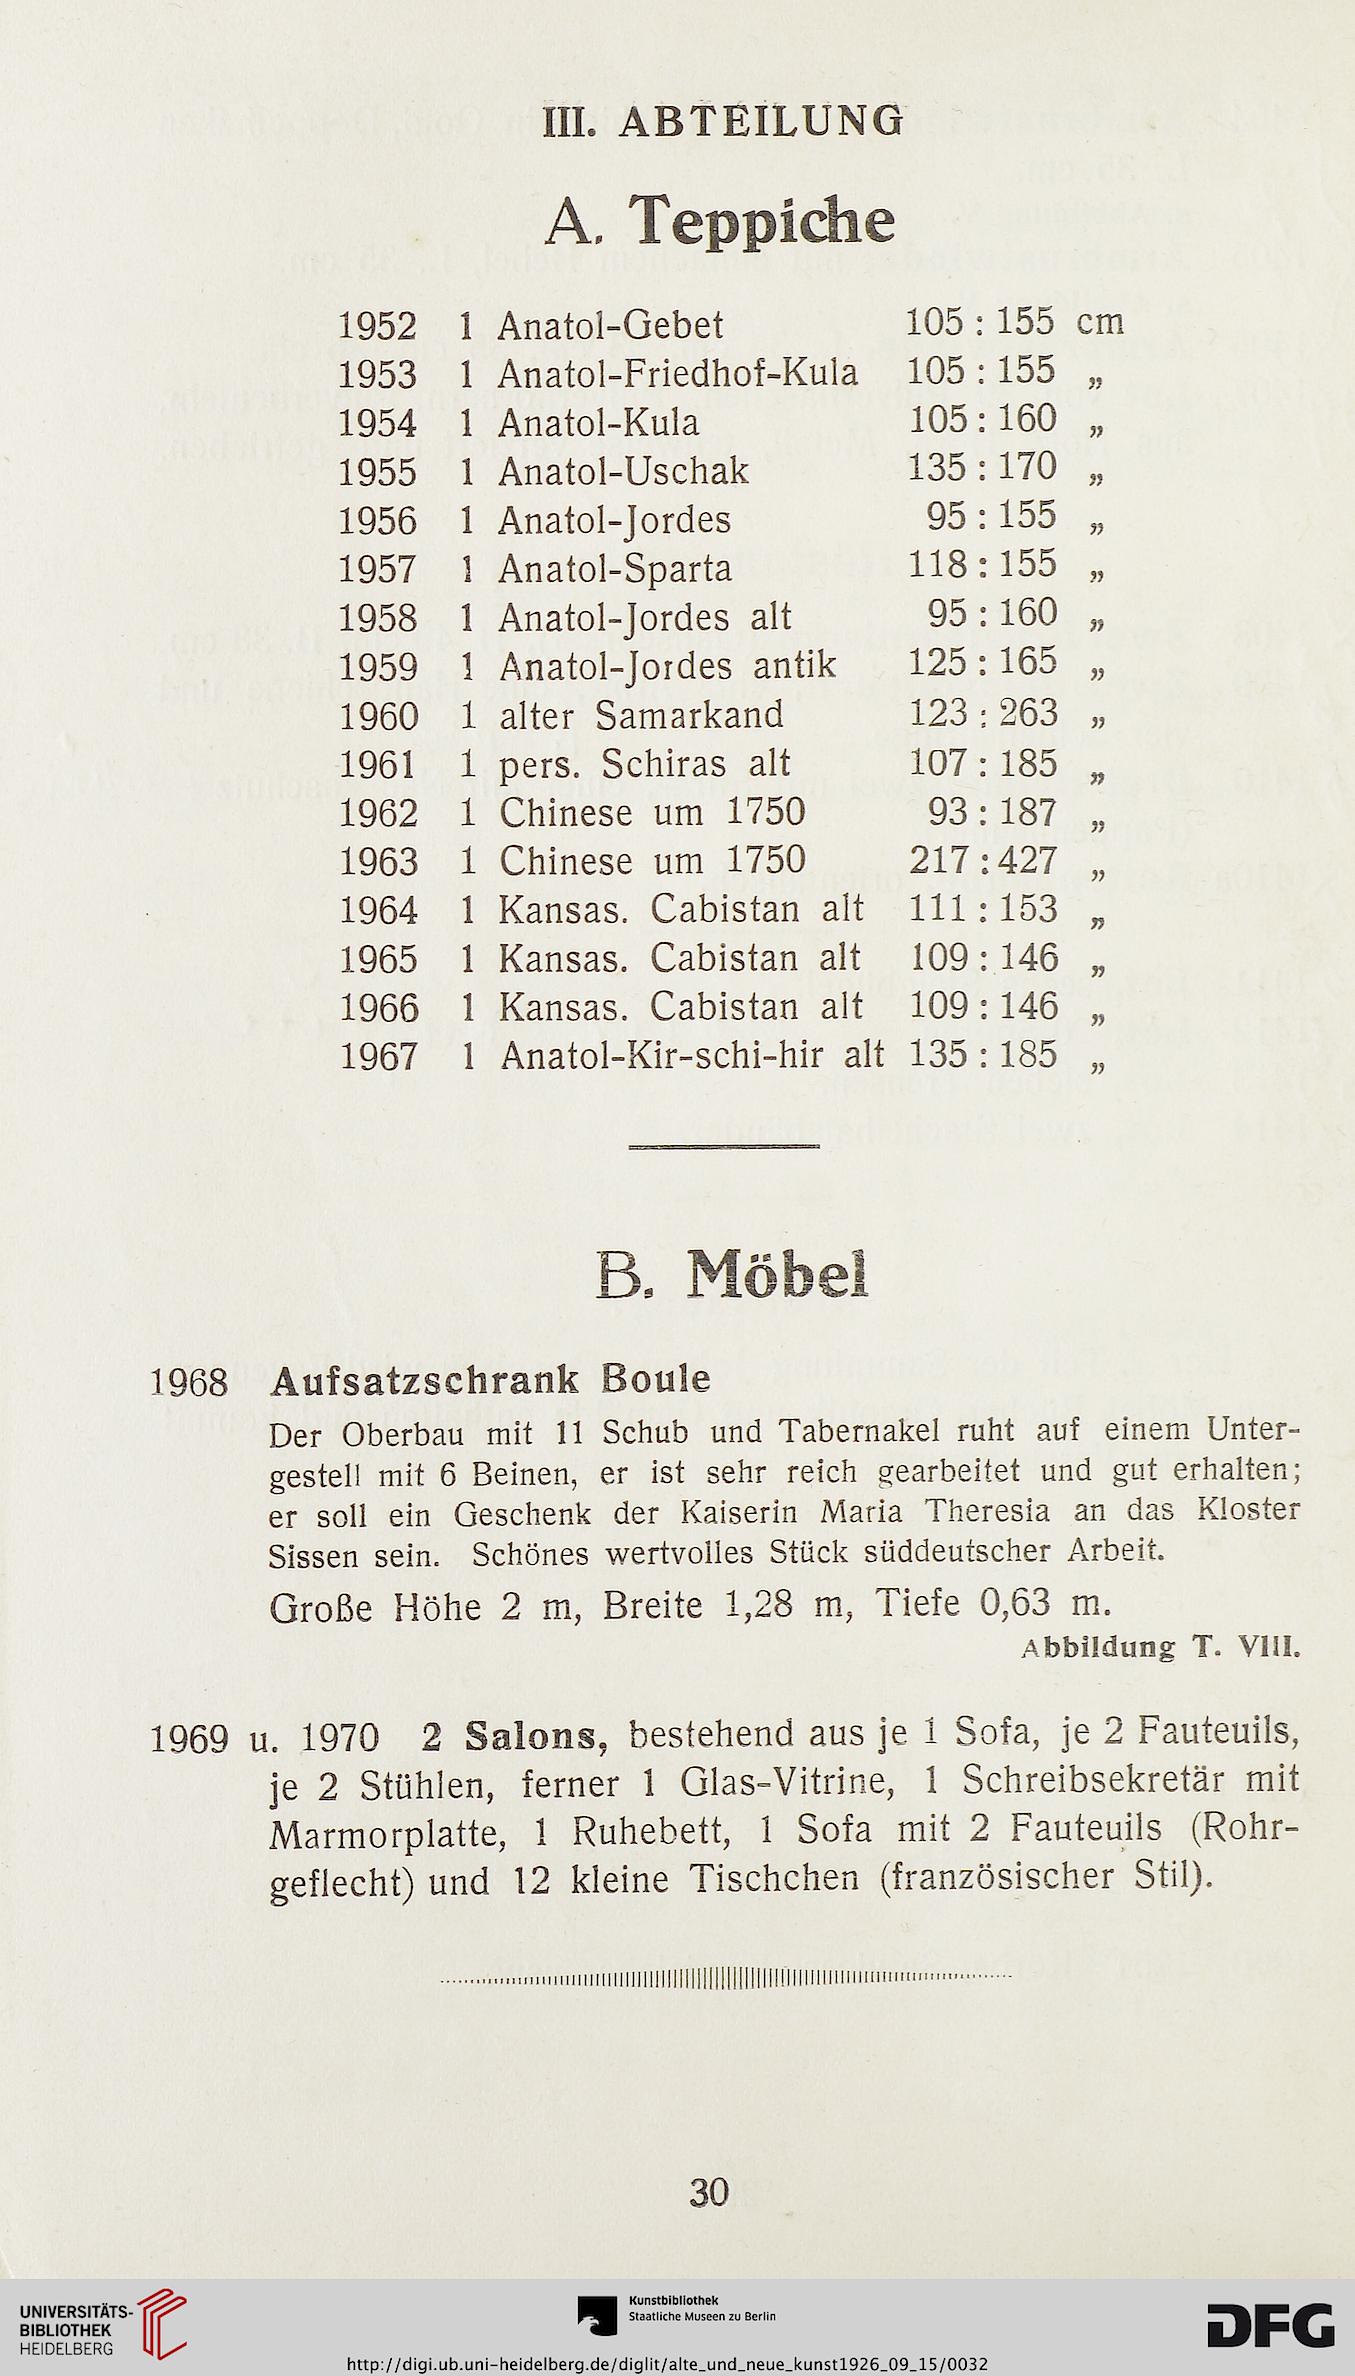 III. ABTEILUNG
A. Teppiche
1952 1 Anatol-Gebet 105 : 155 cm
1953 1 Anatol-Friedhof-Kula 105 : 155 „
1954 1 Anatol-Kula 105 : 160 „
1955 1 Anatol-Uschak 135 : 170 „
1956 1 Anatol-Jordes 95 : 155 „
1957 1 Anatol-Sparta 118 : 155 „
1958 1 Anatol-Jordes alt 95 : 160 „
1959 1 Anatol-Jordes antik 125 : 165 „
1960 1 alter Samarkand 123 : 263 „
1961 1 pers. Schiras alt 107 : 185 „
1962 1 Chinese um 1750 93 : 187 „
1963 1 Chinese um 1750 217 : 427 „
1964 1 Kansas. Cabistan alt 111 : 153 „
1965 1 Kansas. Cabistan alt 109 : 146 „
1966 1 Kansas. Cabistan alt 109 : 146 „
1967 1 Anatol-Kir-schi-hir alt 135 : 185 „
B. Möbel
1968 Aufsatzschrank Boule
Der Oberbau mit 11 Schub und Tabernakel ruht auf einem Unter-
gestell mit 6 Beinen, er ist sehr reich gearbeitet und gut erhalten;
er soll ein Geschenk der Kaiserin Maria Theresia an das Kloster
Sissen sein. Schönes wertvolles Stück süddeutscher Arbeit.
Große Höhe 2 m, Breite 1,28 m, Tiefe 0,63 m.
Abbildung T. VIII.
1969 u. 1970 2 Salons, bestehend aus je 1 Sofa, je 2 Fauteuils,
je 2 Stühlen, ferner 1 Glas-Vitrine, 1 Schreibsekretär mit
Marmorplatte, 1 Ruhebett, 1 Sofa mit 2 Fauteuils (Rohr-
geflecht) und 12 kleine Tischchen (französischer Stil).
30
UNIVERSITÄTS-
BIBLIOTHEK
HEIDELBERG
Kunstbibliothek
Staatliche Museen zu Berlin
DFG
http://digi.ub.uni-heidelberg.de/diglit/alte_und_neue_kunst1926_09_15/0032